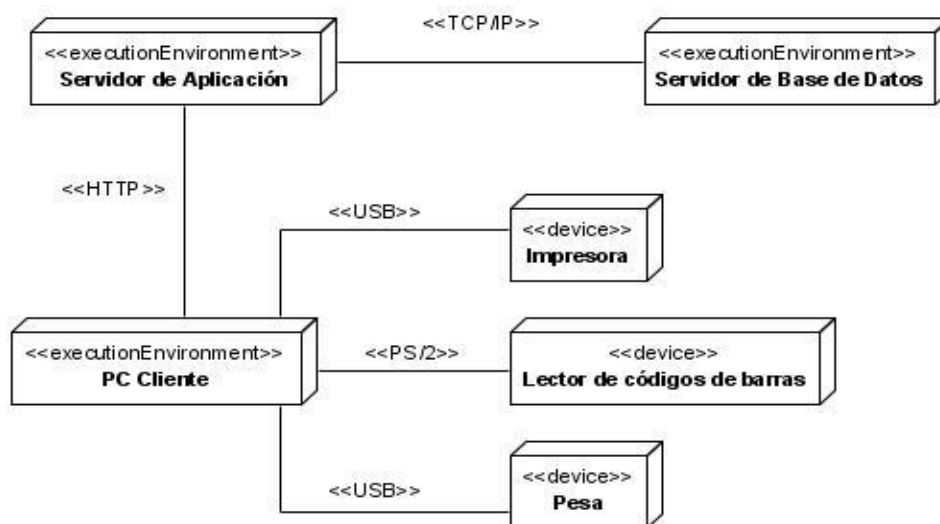 <<TCP/IP>>
<<executionEnvironment>>
Servidor de Aplicación
<<executionEnvironment>>
Servidor de Base de Datos
<<HTTP>>
<<USB>>
<<device>>
Impresora
<<executionEnvironment>>
PC Cliente
<<PS/2>>
<<device>>
Lector de códigos de barras
<<USB>>
<<device>>
Pesa